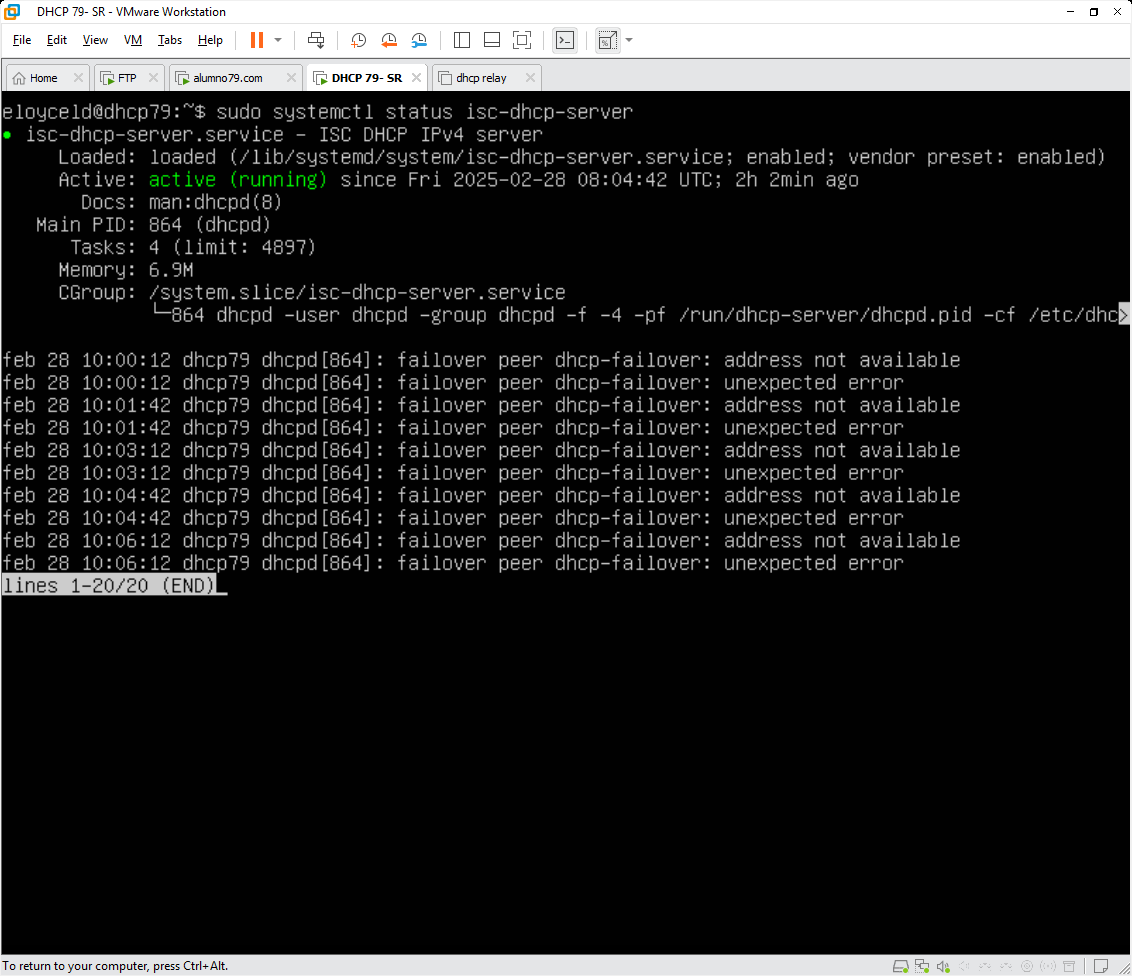 DHCP 79- SR - VMware Workstation
File Edit View VM Tabs Help
Home FTP alumno79.com DHCP 79- SR dhcp relay
eloyceld@dhcp79:~$ sudo systemctl status isc-dhcp-server
● isc-dhcp-server.service – ISC DHCP IPv4 server
Loaded: loaded (/lib/systemd/system/isc-dhcp-server.service; enabled; vendor preset: enabled)
Active: active (running) since Fri 2025-02-28 08:04:42 UTC; 2h 2min ago
Docs: man:dhcpd(8)
Main PID: 864 (dhcpd)
Tasks: 4 (limit: 4897)
Memory: 6.9M
CGroup: /system.slice/isc-dhcp-server.service
└─864 dhcpd -user dhcpd -group dhcpd -f -4 -pf /run/dhcp-server/dhcpd.pid -cf /etc/dhc>
feb 28 10:00:12 dhcp79 dhcpd[864]: failover peer dhcp-failover: address not available
feb 28 10:00:12 dhcp79 dhcpd[864]: failover peer dhcp-failover: unexpected error
feb 28 10:01:42 dhcp79 dhcpd[864]: failover peer dhcp-failover: address not available
feb 28 10:01:42 dhcp79 dhcpd[864]: failover peer dhcp-failover: unexpected error
feb 28 10:03:12 dhcp79 dhcpd[864]: failover peer dhcp-failover: address not available
feb 28 10:03:12 dhcp79 dhcpd[864]: failover peer dhcp-failover: unexpected error
feb 28 10:04:42 dhcp79 dhcpd[864]: failover peer dhcp-failover: address not available
feb 28 10:04:42 dhcp79 dhcpd[864]: failover peer dhcp-failover: unexpected error
feb 28 10:06:12 dhcp79 dhcpd[864]: failover peer dhcp-failover: address not available
feb 28 10:06:12 dhcp79 dhcpd[864]: failover peer dhcp-failover: unexpected error
lines 1-20/20 (END)
To return to your computer, press Ctrl+Alt.